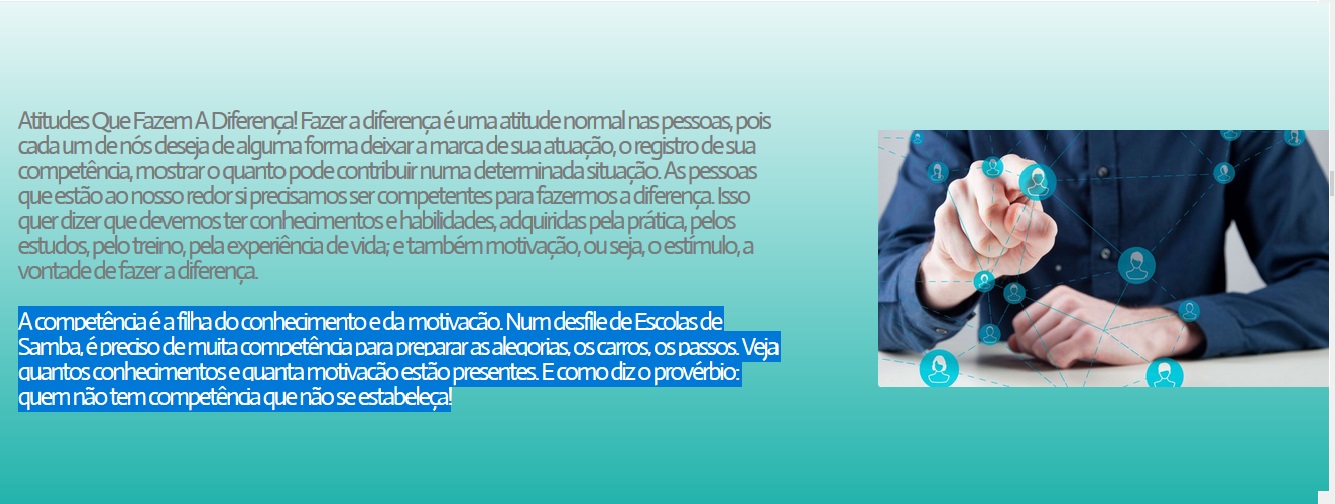 Atitudes Que Fazem A Diferença! Fazer a diferença é uma atitude normal nas pessoas, pois
cada um de nós deseja de alguma forma deixar a marca de sua atuação, o registro de sua
competência, mostrar o quanto pode contribuir numa determinada situação. As pessoas
que estão ao nosso redor si precisamos ser competentes para fazermos a diferença. Isso
quer dizer que devemos ter conhecimentos e habilidades, adquiridas pela prática, pelos
estudos, pelo treino, pela experiência de vida; e também motivação, ou seja, o estímulo, a
vontade de fazer a diferença.
A competência é a filha do conhecimento e da motivação. Num desfile de Escolas de
Samba, é preciso de muita competência para preparar as alegorias, os carros, os passos. Veja
quantos conhecimentos e quanta motivação estão presentes. E como diz o provérbio:
quem não tem competência que não se estabeleça!